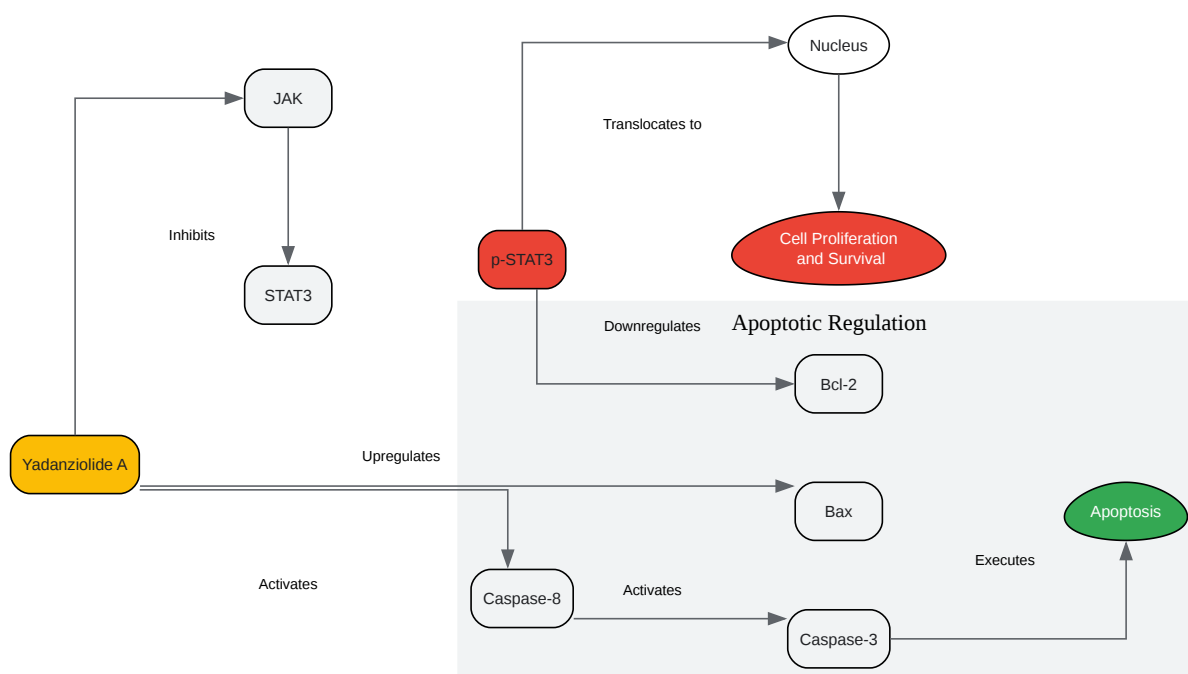 Nucleus
JAK
Translocates to
Inhibits
Cell Proliferation
and Survival
p-STAT3
STAT3
Apoptotic Regulation
Downregulates
Bcl-2
Upregulates
Yadanziolide A
Bax
Apoptosis
Executes
Activates
Activates
Caspase-8
Caspase-3